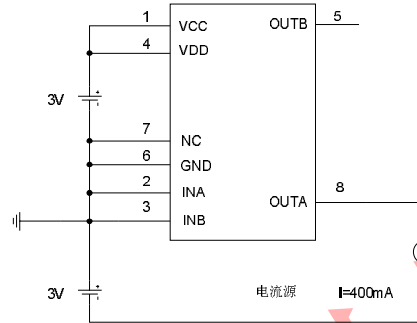 1 VCC OUTB 5
4 VDD
3V
7 NC
6 GND
2 INA OUTA 8
3 INB
3V 电流源 I=400mA